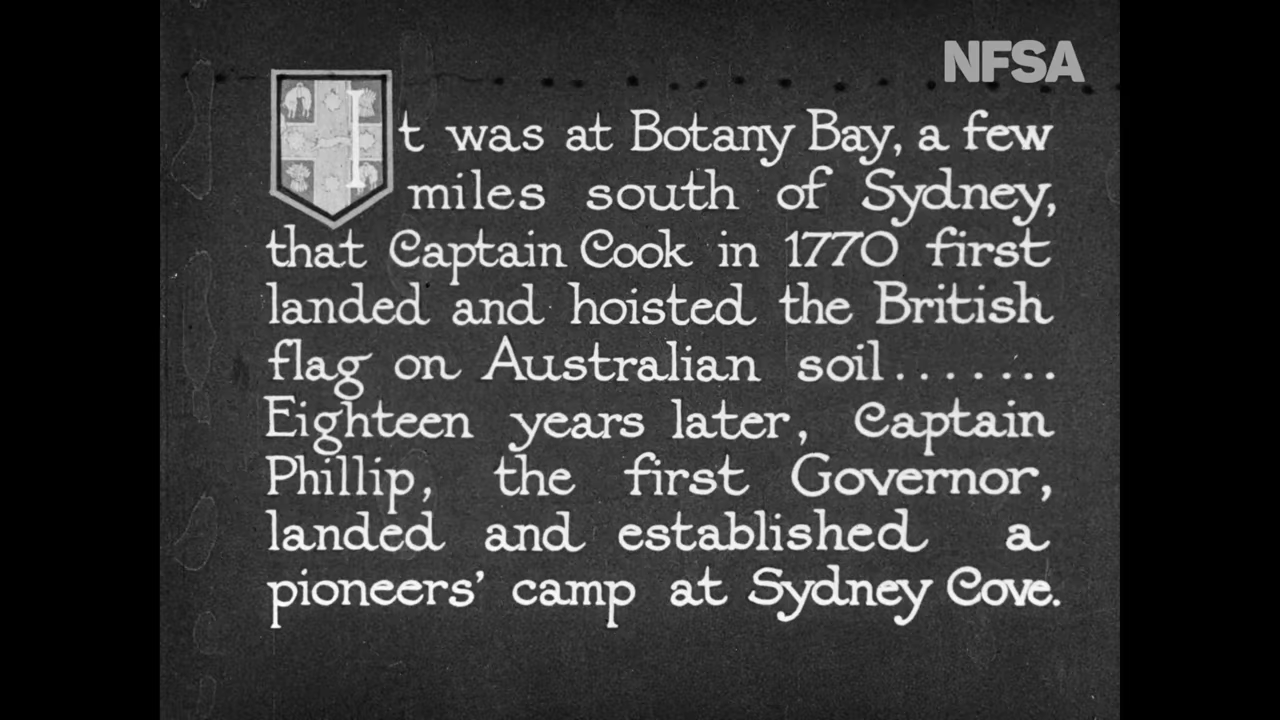 NFSA
It was at Botany Bay, a few
miles south of Sydney,
that Captain Cook in 1770 first
landed and hoisted the British
flag on Australian soil.......
Eighteen years later, Captain
Phillip, the first Governor,
landed and established a
pioneers' camp at Sydney Cove.